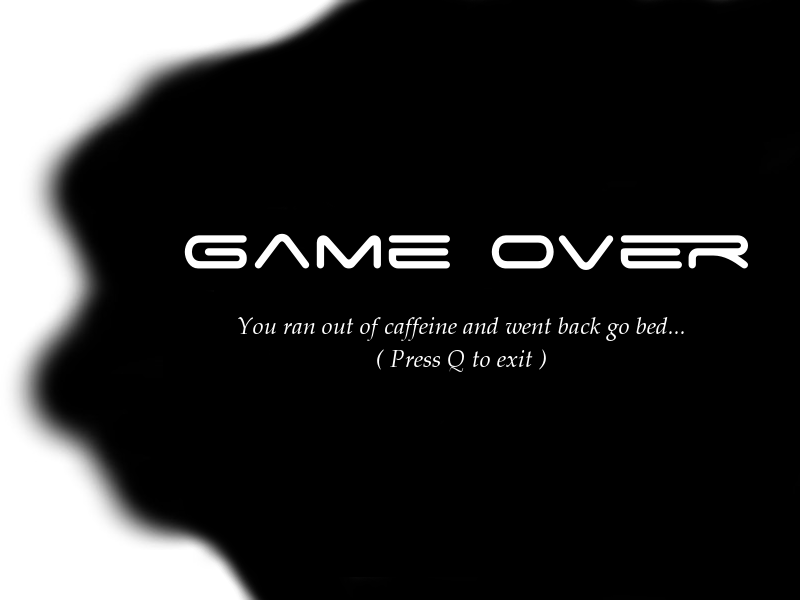 GAME OVER
You ran out of caffeine and went back go bed...
( Press Q to exit )